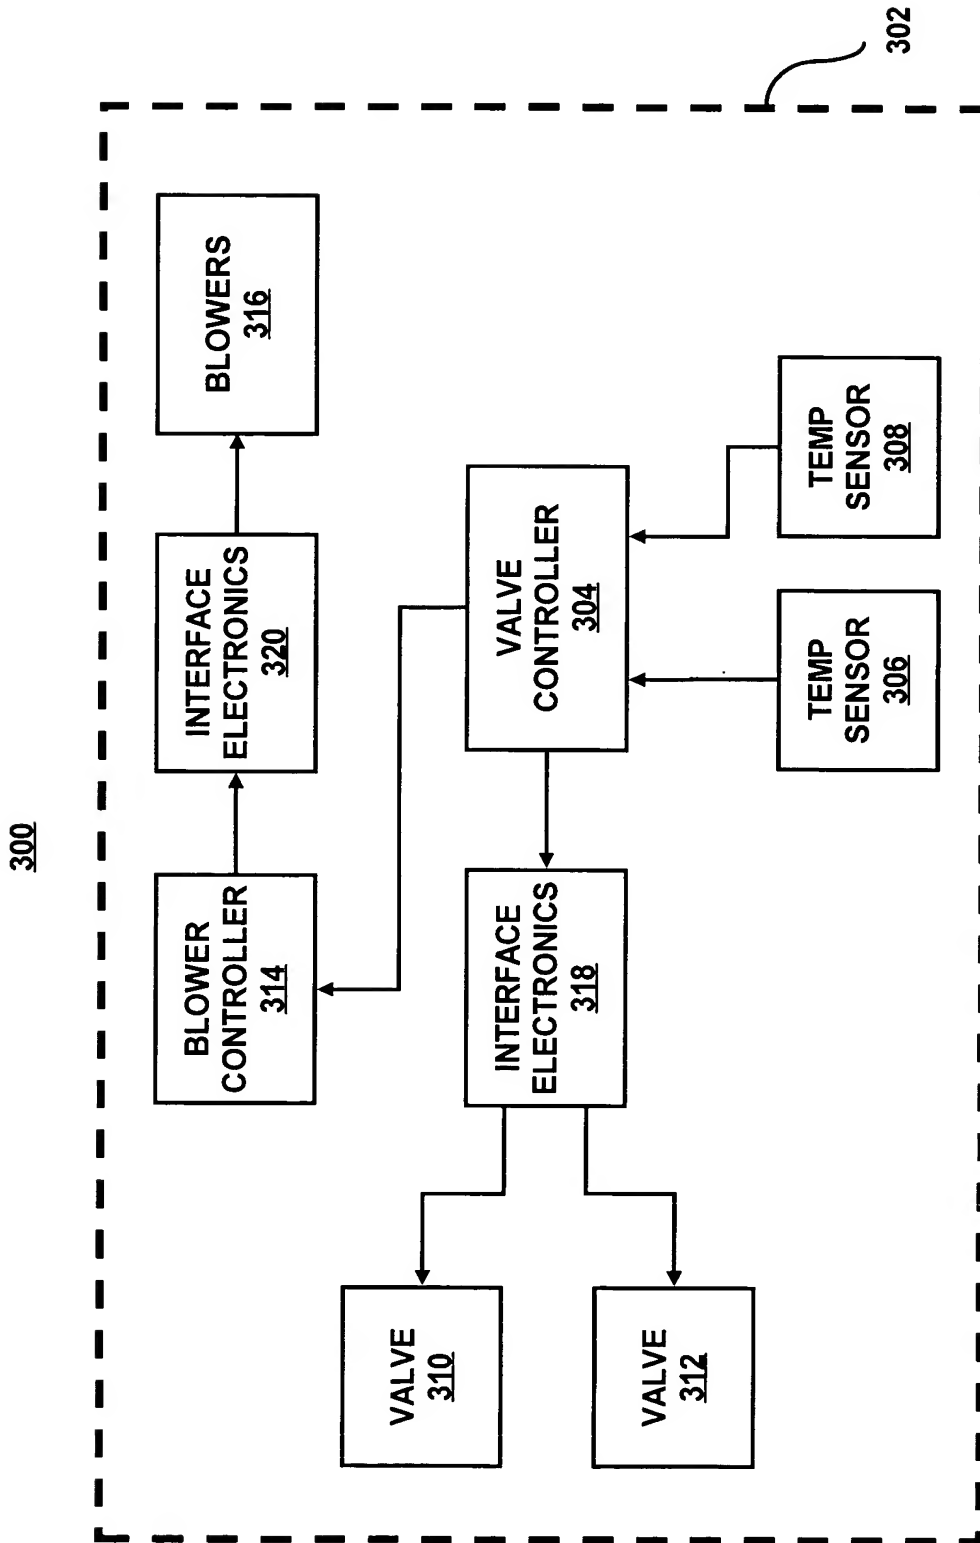 300
302
BLOWER
CONTROLLER
314
INTERFACE
ELECTRONICS
320
BLOWERS
316
VALVE
310
VALVE
312
INTERFACE
ELECTRONICS
318
VALVE
CONTROLLER
304
TEMP
SENSOR
306
TEMP
SENSOR
308